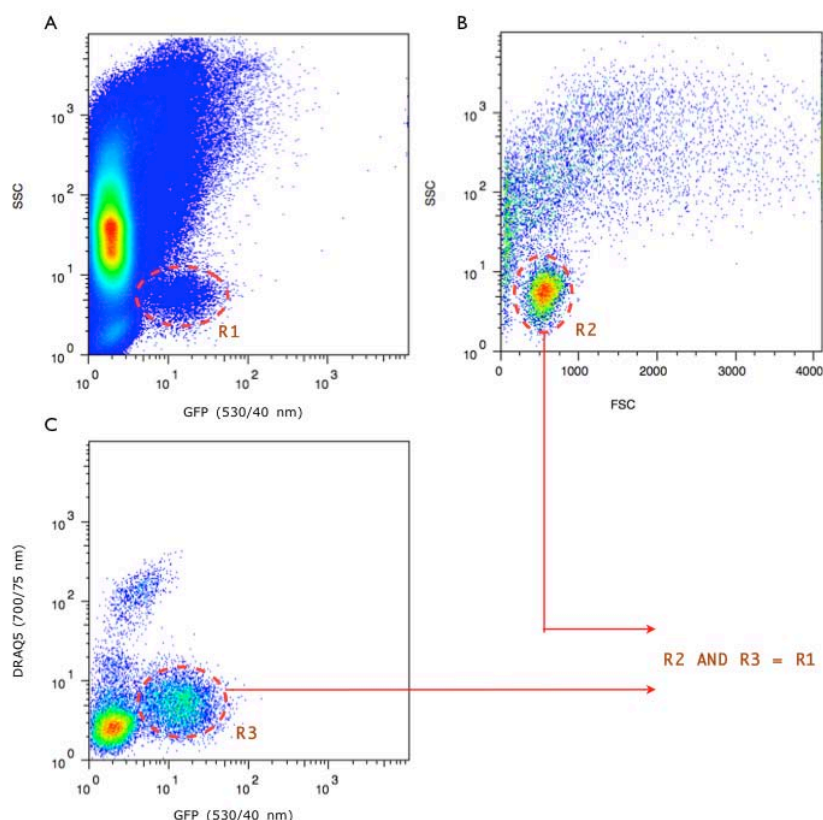 A
SSC
10³
10²
10¹
10⁰
R1
10⁰ 10¹ 10² 10³
GFP (530/40 nm)
B
SSC
10³
10²
10¹
10⁰
R2
0 1000 2000 3000 4000
FSC
C
DRAQ5 (700/75 nm)
10³
10²
10¹
10⁰
R3
10⁰ 10¹ 10² 10³
GFP (530/40 nm)
R2 AND R3 = R1